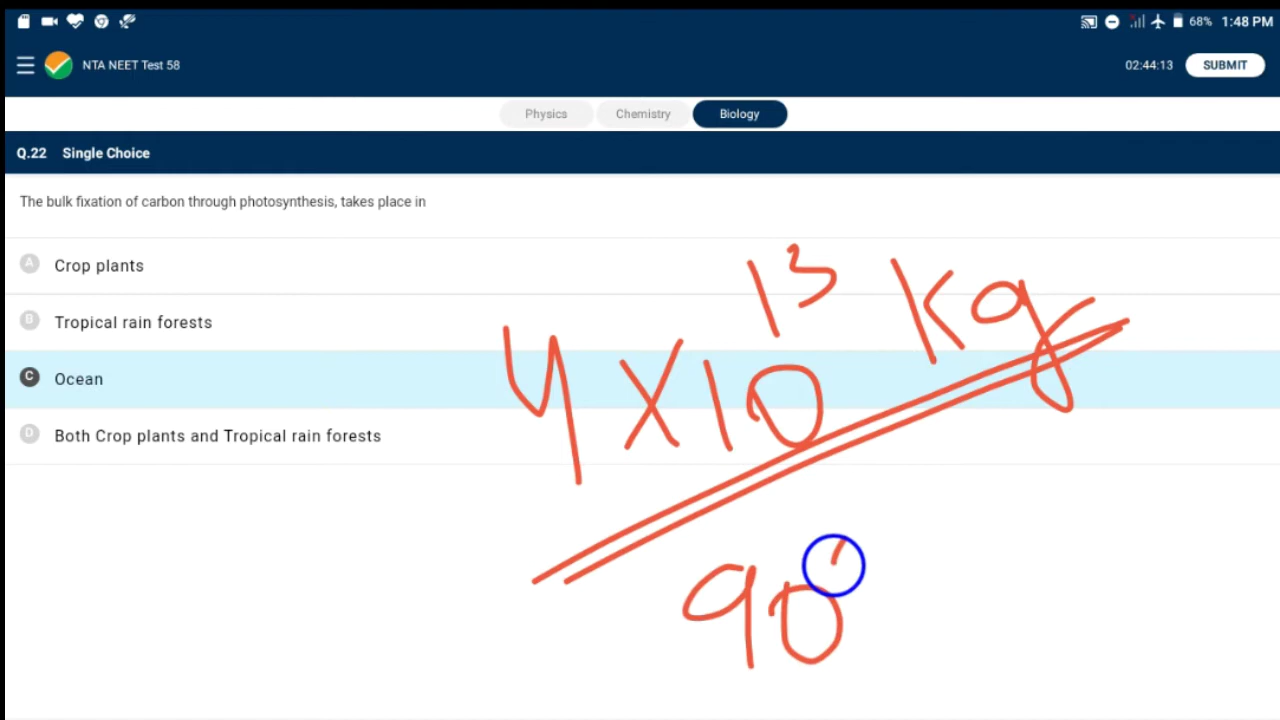 68% 1:48 PM
NTA NEET Test 58 02:44:13 SUBMIT
Physics Chemistry Biology
Q.22 Single Choice
The bulk fixation of carbon through photosynthesis, takes place in
A Crop plants
B Tropical rain forests
C Ocean
D Both Crop plants and Tropical rain forests
4 X 10 13 Kg
90